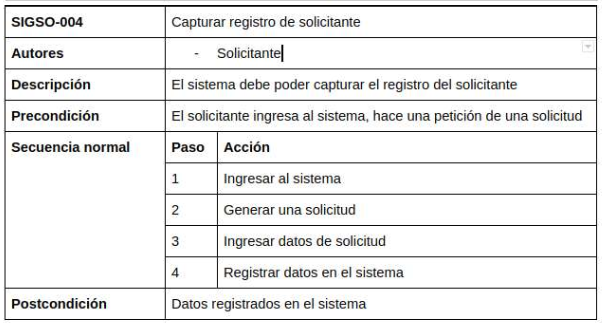 SIGSO-004 Capturar registro de solicitante
Autores - Solicitante
Descripción El sistema debe poder capturar el registro del solicitante
Precondición El solicitante ingresa al sistema, hace una petición de una solicitud
Secuencia normal Paso Acción
1 Ingresar al sistema
2 Generar una solicitud
3 Ingresar datos de solicitud
4 Registrar datos en el sistema
Postcondición Datos registrados en el sistema